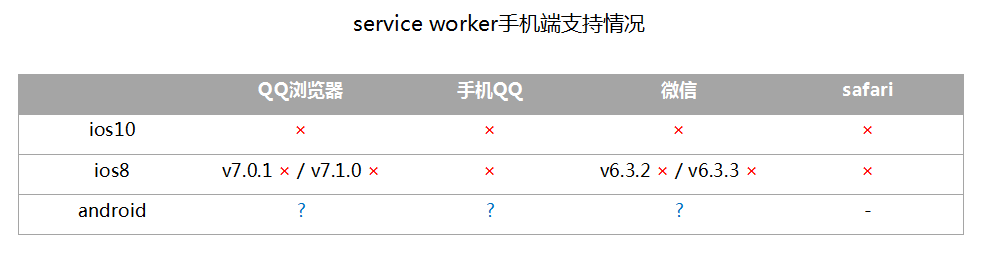 service worker手机端支持情况
QQ浏览器 手机QQ 微信 safari
ios10 × × × ×
ios8 v7.0.1 × / v7.1.0 × × v6.3.2 × / v6.3.3 × ×
android ? ? ? -